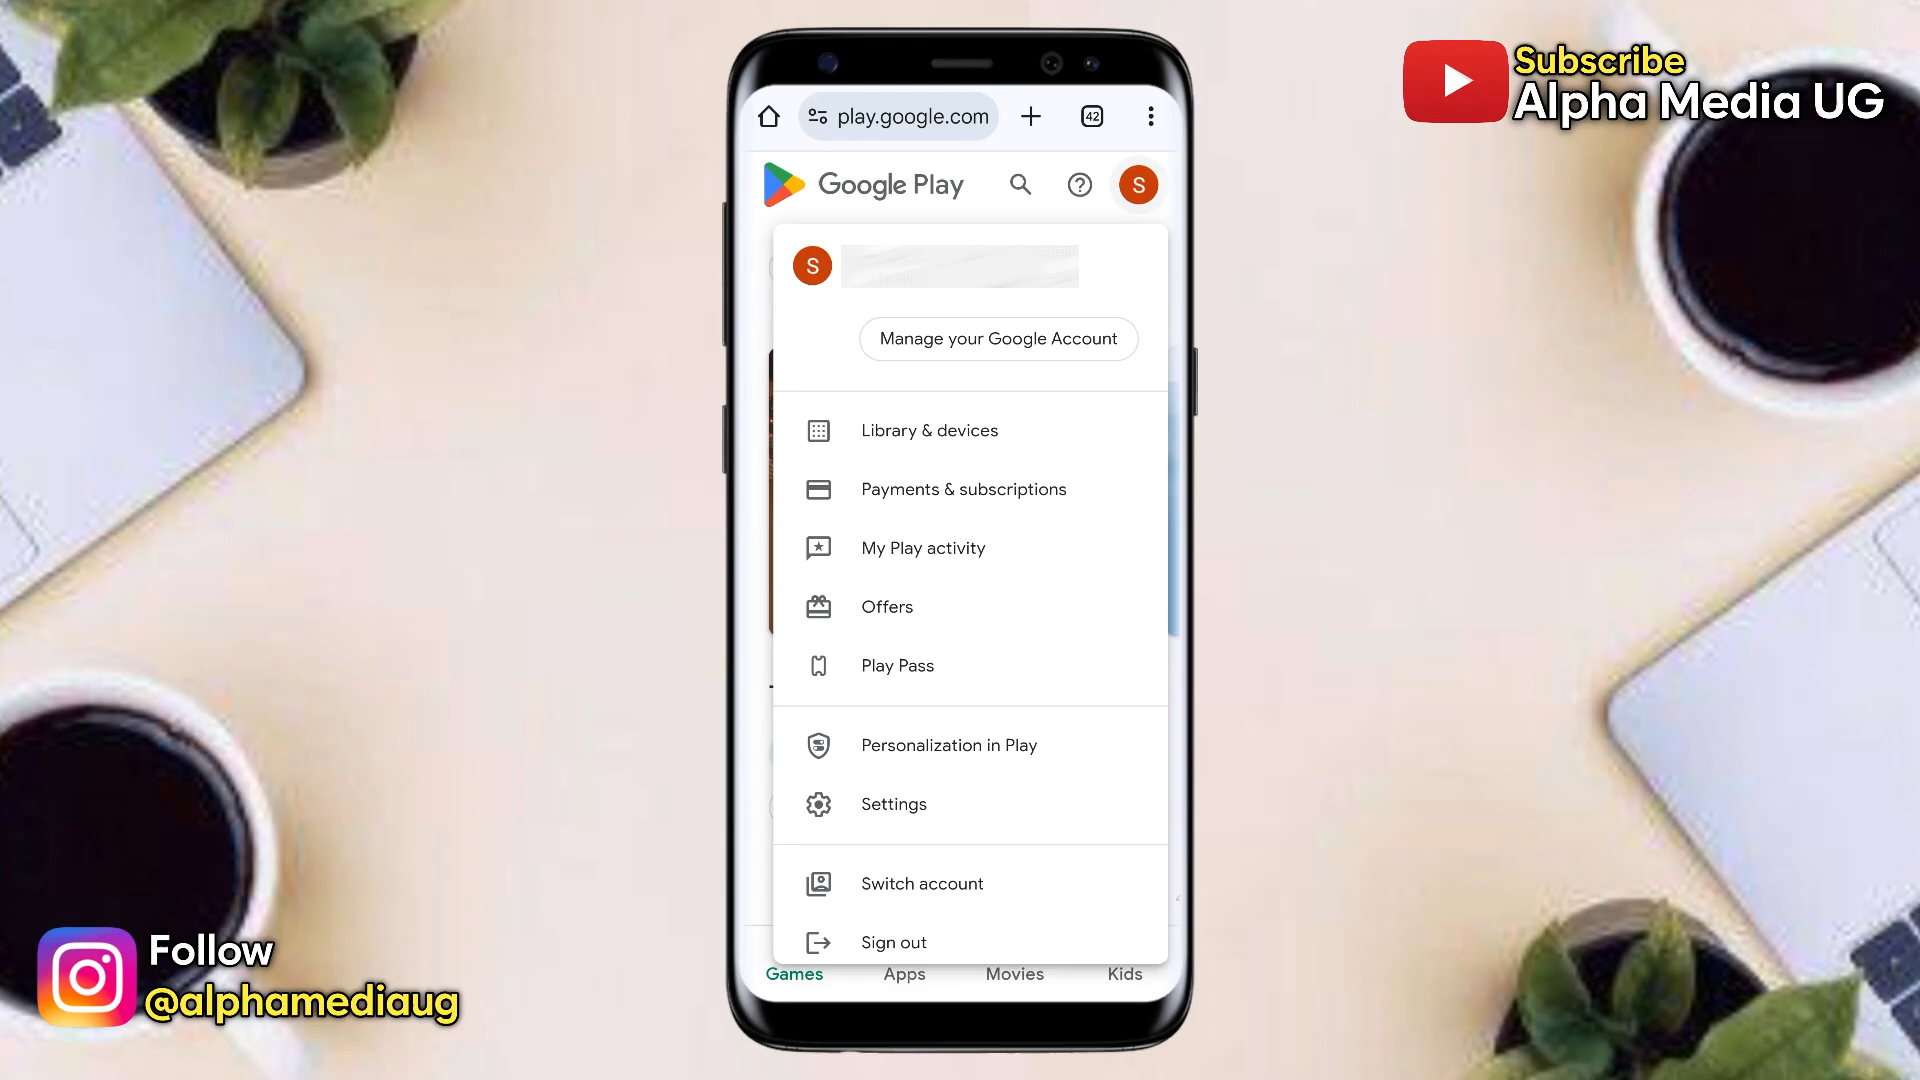 Subscribe
Alpha Media UG
play.google.com
42
Google Play
S
S
Manage your Google Account
Library & devices
Payments & subscriptions
My Play activity
Offers
Play Pass
Personalization in Play
Settings
Switch account
Sign out
Games Apps Movies Kids
Follow
@alphamediaug